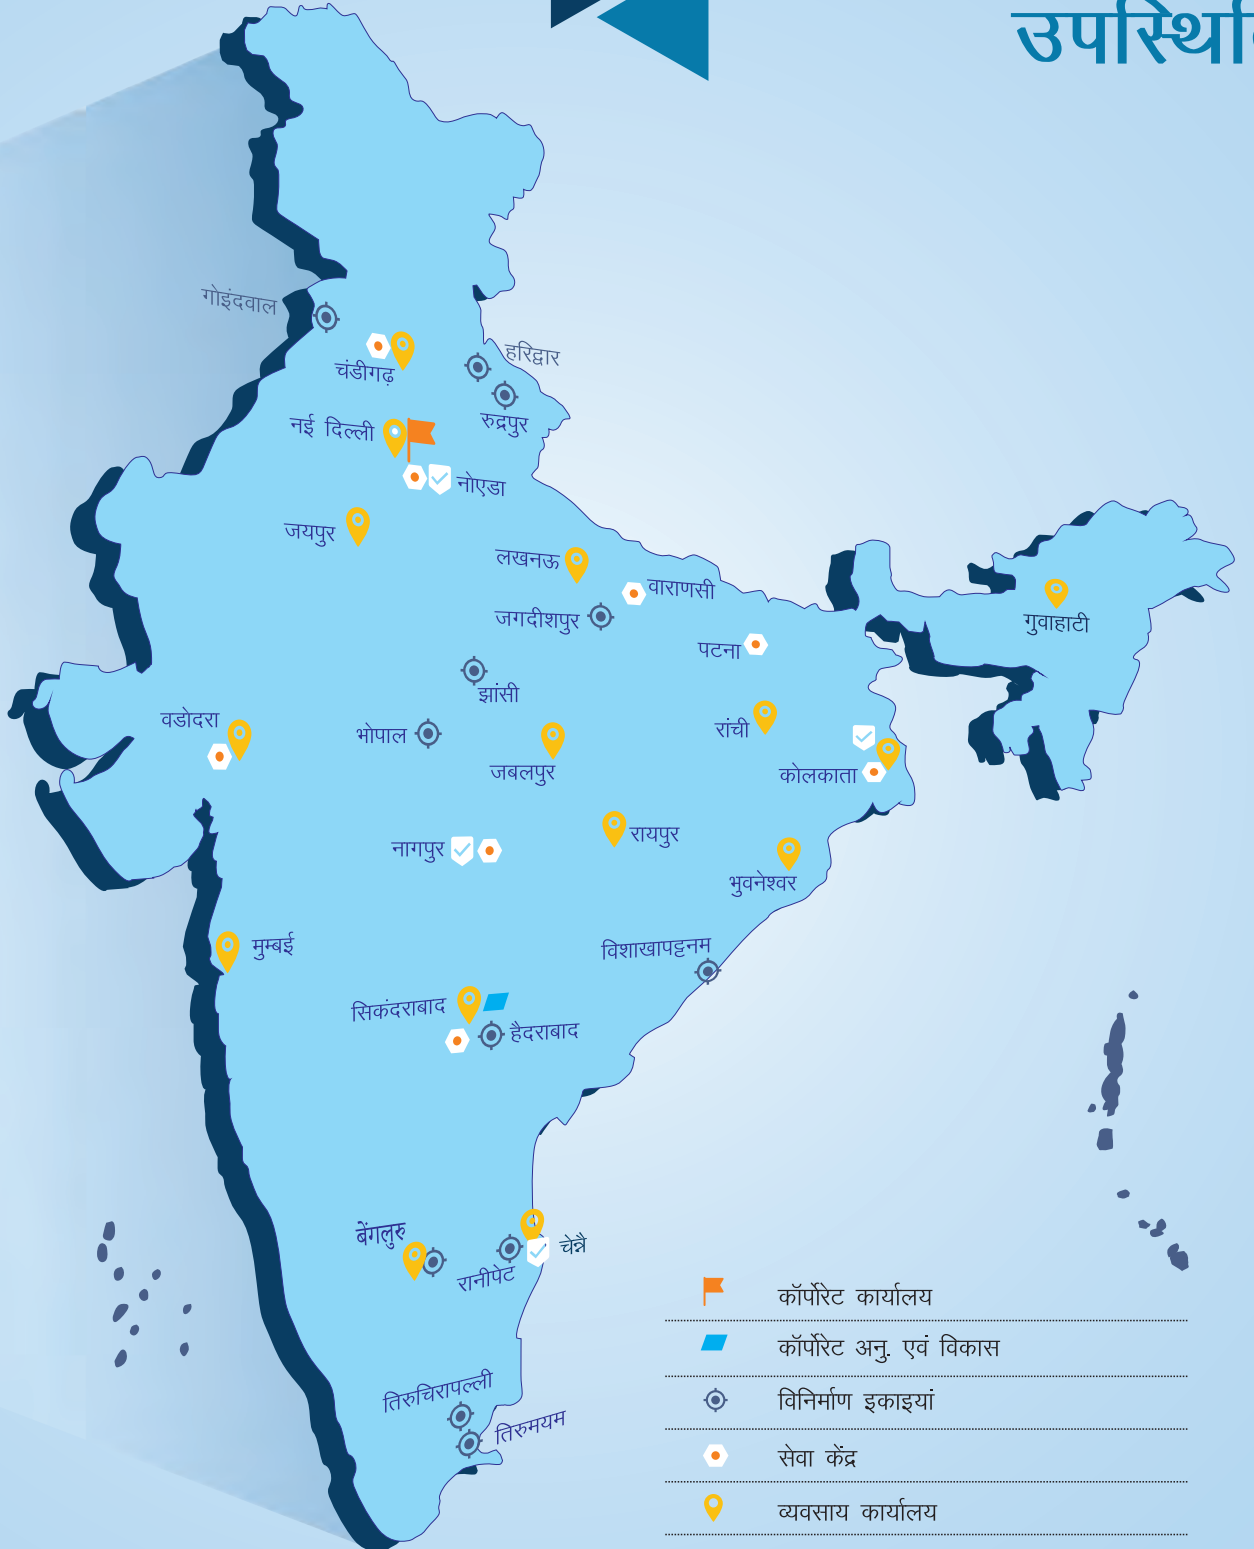 गोइंदवाल
चंडीगढ़
हरिद्वार
रुद्रपुर
नई दिल्ली
नोएडा
जयपुर
लखनऊ
वाराणसी
जगदीशपुर
गुवाहाटी
पटना
झांसी
वडोदरा
भोपाल
रांची
जबलपुर
कोलकाता
नागपुर
रायपुर
भुवनेश्वर
मुम्बई
विशाखापट्टनम
सिकंदराबाद
हैदराबाद
बेंगलुरु
रानीपेट
चेन्नै
तिरुचिरापल्ली
तिरुमयम
कॉर्पोरेट कार्यालय
कॉर्पोरेट अनु. एवं विकास
विनिर्माण इकाइयां
सेवा केंद्र
व्यवसाय कार्यालय